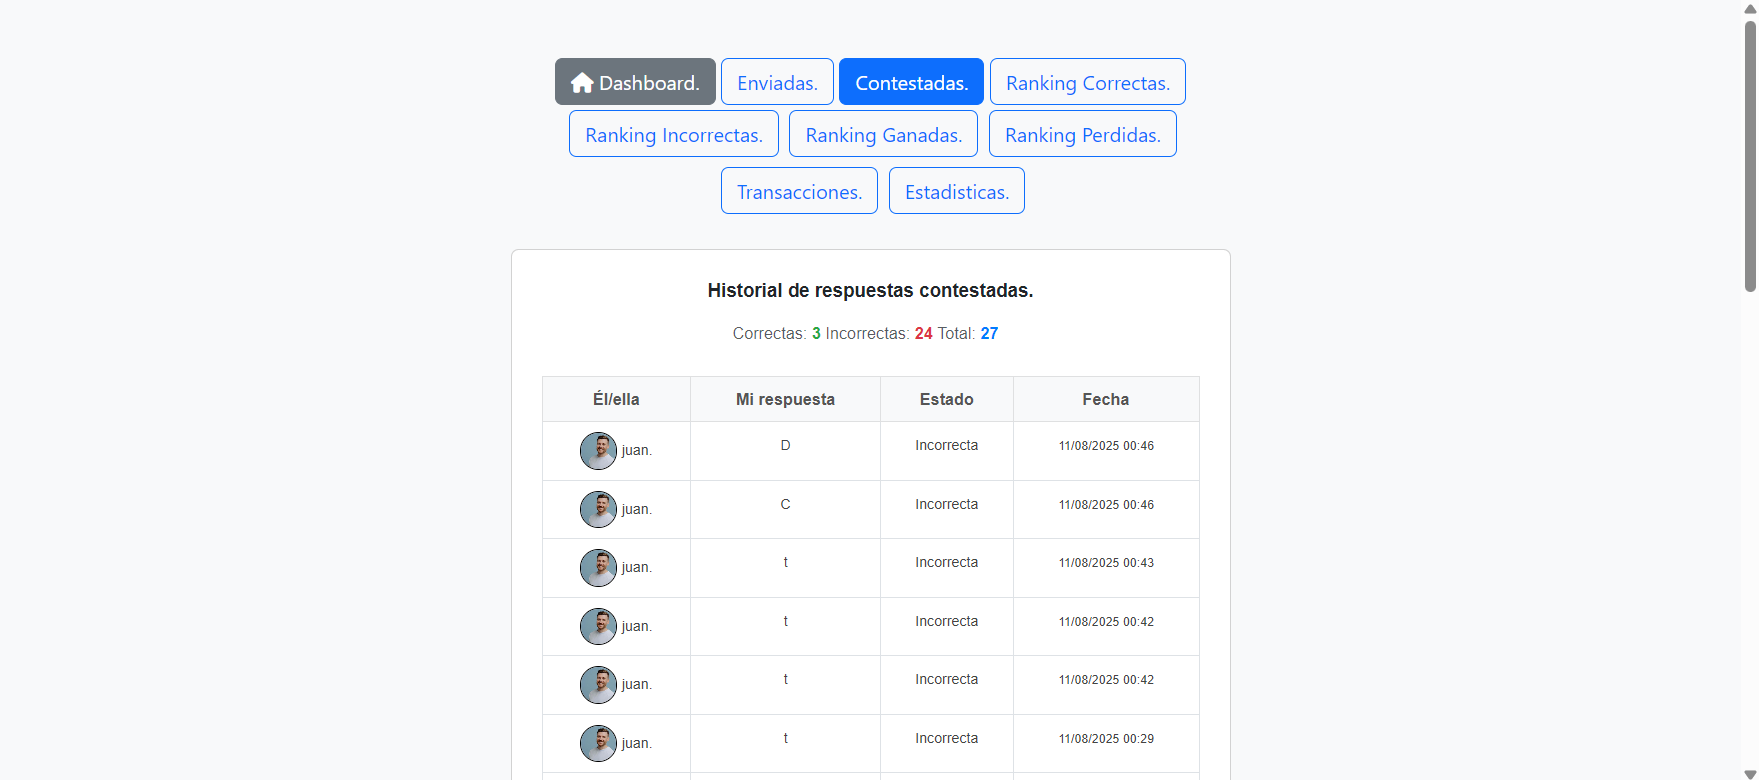 Dashboard. Enviadas. Contestadas. Ranking Correctas.
Ranking Incorrectas. Ranking Ganadas. Ranking Perdidas.
Transacciones. Estadisticas.
Historial de respuestas contestadas.
Correctas: 3 Incorrectas: 24 Total: 27
Él/ella Mi respuesta Estado Fecha
juan. D Incorrecta 11/08/2025 00:46
juan. C Incorrecta 11/08/2025 00:46
juan. t Incorrecta 11/08/2025 00:43
juan. t Incorrecta 11/08/2025 00:42
juan. t Incorrecta 11/08/2025 00:42
juan. t Incorrecta 11/08/2025 00:29